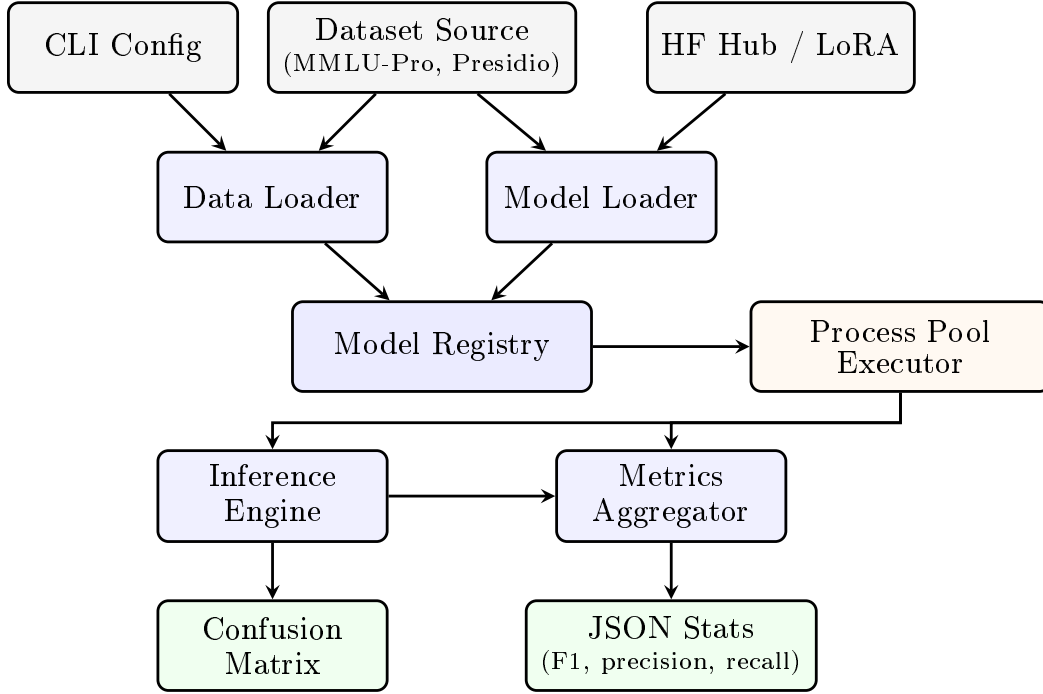 CLI Config
Dataset Source
(MMLU-Pro, Presidio)
HF Hub / LoRA
Data Loader
Model Loader
Model Registry
Process Pool
Executor
Inference
Engine
Metrics
Aggregator
Confusion
Matrix
JSON Stats
(F1, precision, recall)